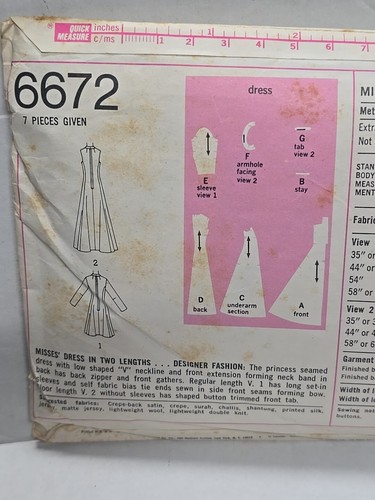 QUICK MEASURE
inches 1 2
c/ms 1 2 3 4 5 6 7
6672
7 PIECES GIVEN
dress
E
sleeve
view 1
F
armhole
facing
view 2
G
tab
view 2
B
stay
D
back
C
underarm
section
A
front
2
1
MISSES' DRESS IN TWO LENGTHS . . . DESIGNER FASHION: The princess seamed
dress with low shaped "V" neckline and front extension forming neck band in
back has back zipper and front gathers. Regular length V. 1 has long set-in
sleeves and self fabric bias tie ends sewn in side front seams forming bow,
floor length V. 2 without sleeves has shaped button trimmed front tab.
Suggested fabrics: Crepe-back satin, crepe, surah, challis, shantung, printed silk,
jersey, matte jersey, lightweight wool, lightweight double knit.
MI
Met
Extra
Not
STAN
BODY
MEAS
MENT
Fabric
View
35" or
44" or
54"
58" or
View 2
35" or
44" or
58" or 6
Garment
Finished b
Finished b
Width of l
Width of l
Sewing not
buttons.